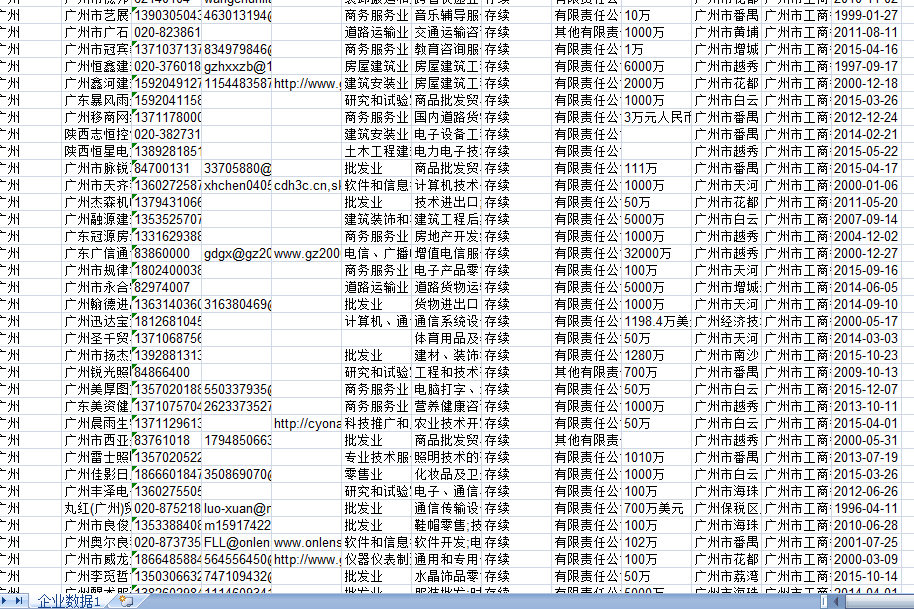 广州 广州市艺展 1390305043 463013194@ 商务服务业 音乐辅导服 存续 有限责任公 10万 广州市番禺 广州市工商 1999-01-27
广州 广州市广石 020-823861 道路运输业 交通运输咨 存续 其他有限责 1000万 广州市黄埔 广州市工商 2011-08-11
广州 广州市冠宾 1371037137 834979846@ 商务服务业 教育咨询服 存续 有限责任公 1万 广州市增城 广州市工商 2015-04-16
广州 广州恒鑫建 020-376018 gzhxxzb@1 房屋建筑业 房屋建筑工 存续 有限责任公 6000万 广州市越秀 广州市工商 1997-09-17
广州 广州鑫河建 1592049127 1154483587 http://www. 建筑安装业 房屋建筑工 存续 有限责任公 2000万 广州市花都 广州市工商 2000-12-18
广州 广东暴风雨 1592041158 研究和试验 商品批发贸 存续 有限责任公 1000万 广州市白云 广州市工商 2015-03-26
广州 广州移商网 1371178000 商务服务业 国内道路货 存续 有限责任公 3万元人民币 广州市番禺 广州市工商 2012-12-24
广州 陕西志恒控 020-382731 建筑安装业 电子设备工 存续 有限责任公 广州市番禺 广州市工商 2014-02-21
广州 陕西恒星电 1389281851 土木工程建 电力电子技 存续 有限责任公 广州市越秀 广州市工商 2015-05-22
广州 广州市脉锐 84700131 33705880@ 批发业 商品批发贸 存续 有限责任公 111万 广州市番禺 广州市工商 2015-04-17
广州 广州市天齐 1360272587 xhchen0405 cdh3c.cn,sk 软件和信息 计算机技术 存续 有限责任公 1000万 广州市天河 广州市工商 2000-01-06
广州 广州杰森机 1379431066 批发业 技术进出口 存续 有限责任公 50万 广州市花都 广州市工商 2011-05-20
广州 广州融源建 1353525707 建筑装饰和 建筑工程后 存续 有限责任公 5000万 广州市白云 广州市工商 2007-09-14
广州 广东冠源房 1331629388 商务服务业 房地产开发 存续 有限责任公 1000万 广州市越秀 广州市工商 2004-12-02
广州 广东广信通 83860000 gdgx@gz20 www.gz200 电信、广播 增值电信服 存续 有限责任公 32000万 广州市越秀 广州市工商 2000-12-27
广州 广州市规律 1802400038 商务服务业 电子产品零 存续 有限责任公 100万 广州市天河 广州市工商 2015-09-16
广州 广州市永合 82974007 道路运输业 道路货物运 存续 有限责任公 5000万 广州市增城 广州市工商 2014-06-05
广州 广州翰德进 1363140360 316380469@ 批发业 货物进出口 存续 有限责任公 1000万 广州市天河 广州市工商 2014-09-10
广州 广州迅达宝 1812681045 计算机、通 通信系统设 存续 有限责任公 1198.4万美 广州经济技 广州市工商 2000-05-17
广州 广州圣千贸 1371068756 体育用品及 存续 有限责任公 50万 广州市天河 广州市工商 2014-03-03
广州 广州市扬杰 1392881313 批发业 建材、装饰 存续 有限责任公 1280万 广州市南沙 广州市工商 2015-10-23
广州 广州锐光照 84866400 研究和试验 工程和技术 存续 其他有限责 700万 广州市番禺 广州市工商 2009-10-13
广州 广州美厚图 1357020188 550337935@ 商务服务业 电脑打字、 存续 有限责任公 50万 广州市白云 广州市工商 2015-12-07
广州 广东美资健 1371075704 2623373527 商务服务业 营养健康咨 存续 有限责任公 1000万 广州市越秀 广州市工商 2013-10-11
广州 广州晨雨生 1371129613 http://cyona 科技推广和 农业技术开 存续 有限责任公 50万 广州市白云 广州市工商 2015-04-01
广州 广州市西亚 83761018 1794850663 批发业 商品批发贸 存续 其他有限责 广州市越秀 广州市工商 2000-05-31
广州 广州雷士照 1357020522 专业技术服 照明技术的 存续 有限责任公 1010万 广州市番禺 广州市工商 2013-07-19
广州 广州佳影日 1866601847 350869070@ 零售业 化妆品及卫 存续 有限责任公 1000万 广州市白云 广州市工商 2015-03-26
广州 广州丰泽电 1360275505 研究和试验 电子、通信 存续 有限责任公 100万 广州市海珠 广州市工商 2012-06-26
广州 丸红(广州)贸 020-875218 luo-xuan@r 批发业 通信传输设 存续 有限责任公 700万美元 广州保税区 广州市工商 1996-04-11
广州 广州市良俊 1353388408 m15917422 批发业 鞋帽零售;技 存续 有限责任公 100万 广州市海珠 广州市工商 2010-06-28
广州 广州奥尔良 020-873735 FLL@onlen www.onlens 软件和信息 软件开发;电 存续 有限责任公 102万 广州市番禺 广州市工商 2001-07-25
广州 广州市威龙 1866485884 564556450@ http://www. 仪器仪表制 通用和专用 存续 有限责任公 100万 广州市花都 广州市工商 2000-03-09
广州 广州李觅哲 1350306632 747109432@ 批发业 水晶饰品零 存续 有限责任公 50万 广州市荔湾 广州市工商 2015-10-14
企业数据1